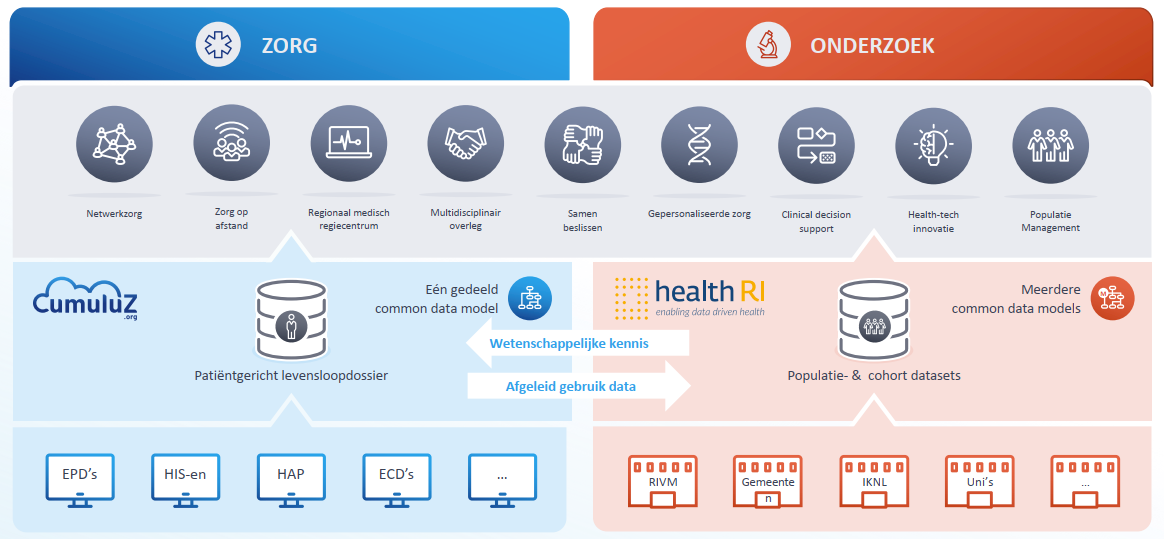 ZORG
ONDERZOEK
Netwerkzorg
Zorg op
afstand
Regionaal medisch
regiecentrum
Multidisciplinair
overleg
Samen
beslissen
Gepersonaliseerde zorg
Clinical decision
support
Health-tech
innovatie
Populatie
Management
CumuluZ
.org
Eén gedeeld
common data model
Patiëntgericht levensloopdossier
health RI
enabling data driven health
Meerdere
common data models
Populatie- & cohort datasets
Wetenschappelijke kennis
Afgeleid gebruik data
EPD's
HIS-en
HAP
ECD's
...
RIVM
Gemeente
n
IKNL
Uni's
...